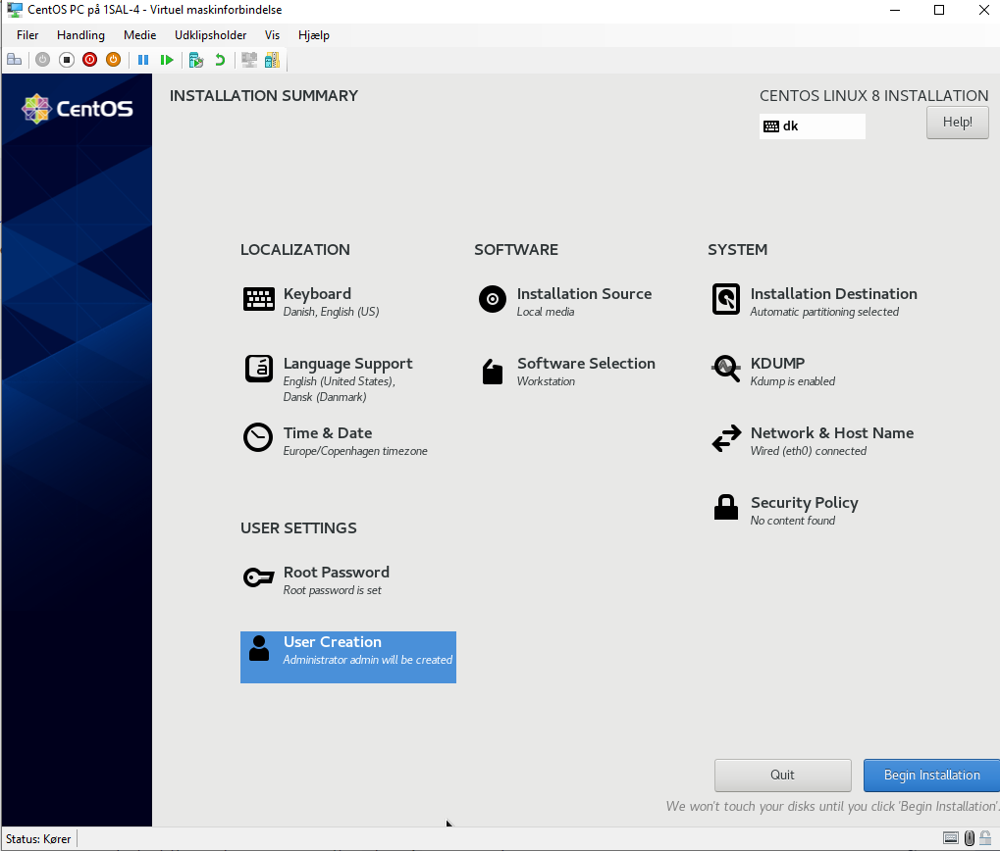 CentOS PC på 1SAL-4 - Virtuel maskinforbindelse
Filer Handling Medie Udklipsholder Vis Hjælp
CentOS
INSTALLATION SUMMARY
CENTOS LINUX 8 INSTALLATION
dk
Help!
LOCALIZATION
Keyboard
Danish, English (US)
Language Support
English (United States),
Dansk (Danmark)
Time & Date
Europe/Copenhagen timezone
SOFTWARE
Installation Source
Local media
Software Selection
Workstation
SYSTEM
Installation Destination
Automatic partitioning selected
KDUMP
Kdump is enabled
Network & Host Name
Wired (eth0) connected
Security Policy
No content found
USER SETTINGS
Root Password
Root password is set
User Creation
Administrator admin will be created
Quit
Begin Installation
We won't touch your disks until you click 'Begin Installation'.
Status: Kører